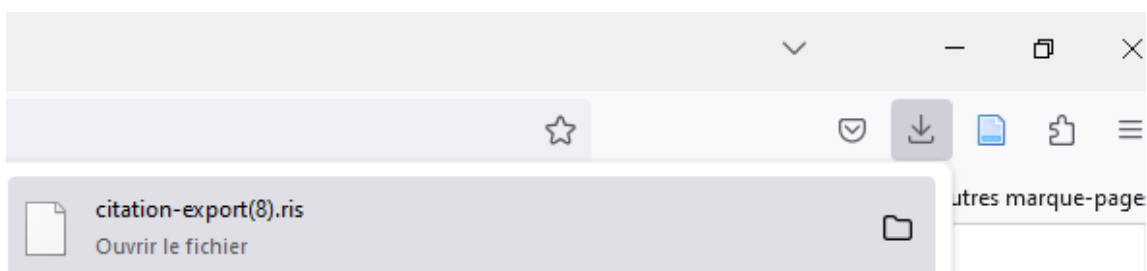 citation-export(8).ris
Ouvrir le fichier
utres marque-page